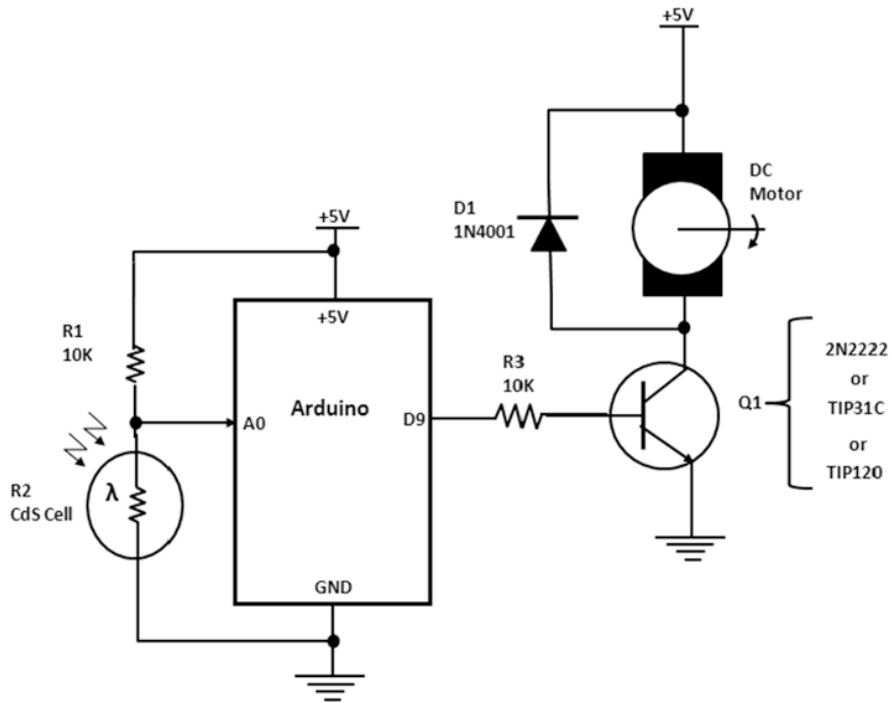 +5V
DC
Motor
D1
1N4001
+5V
+5V
R1
10K
R3
10K
2N2222
or
TIP31C
or
TIP120
Q1
Arduino
A0
D9
R2
CdS Cell
λ
GND